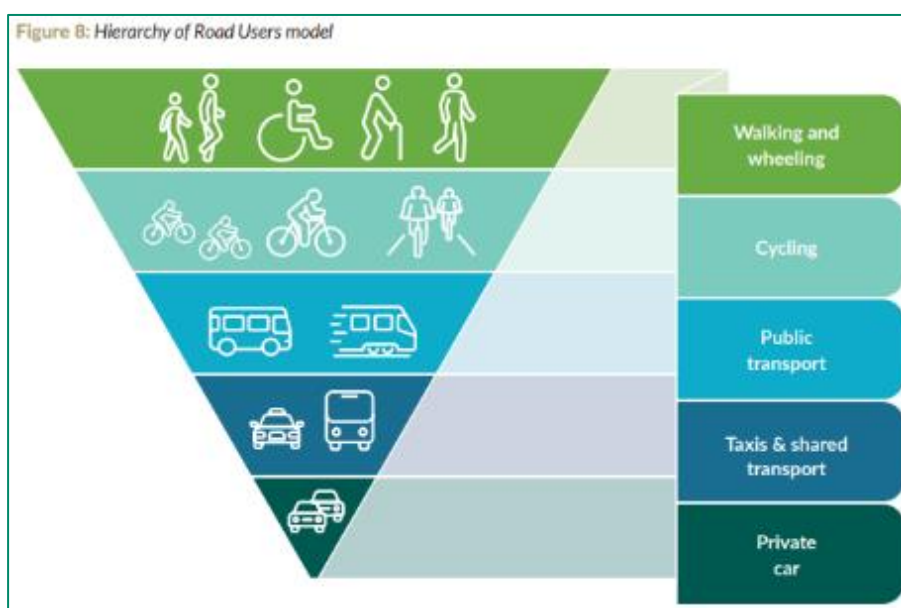 Figure 8: Hierarchy of Road Users model
Walking and
wheeling
Cycling
Public
transport
Taxis & shared
transport
Private
car